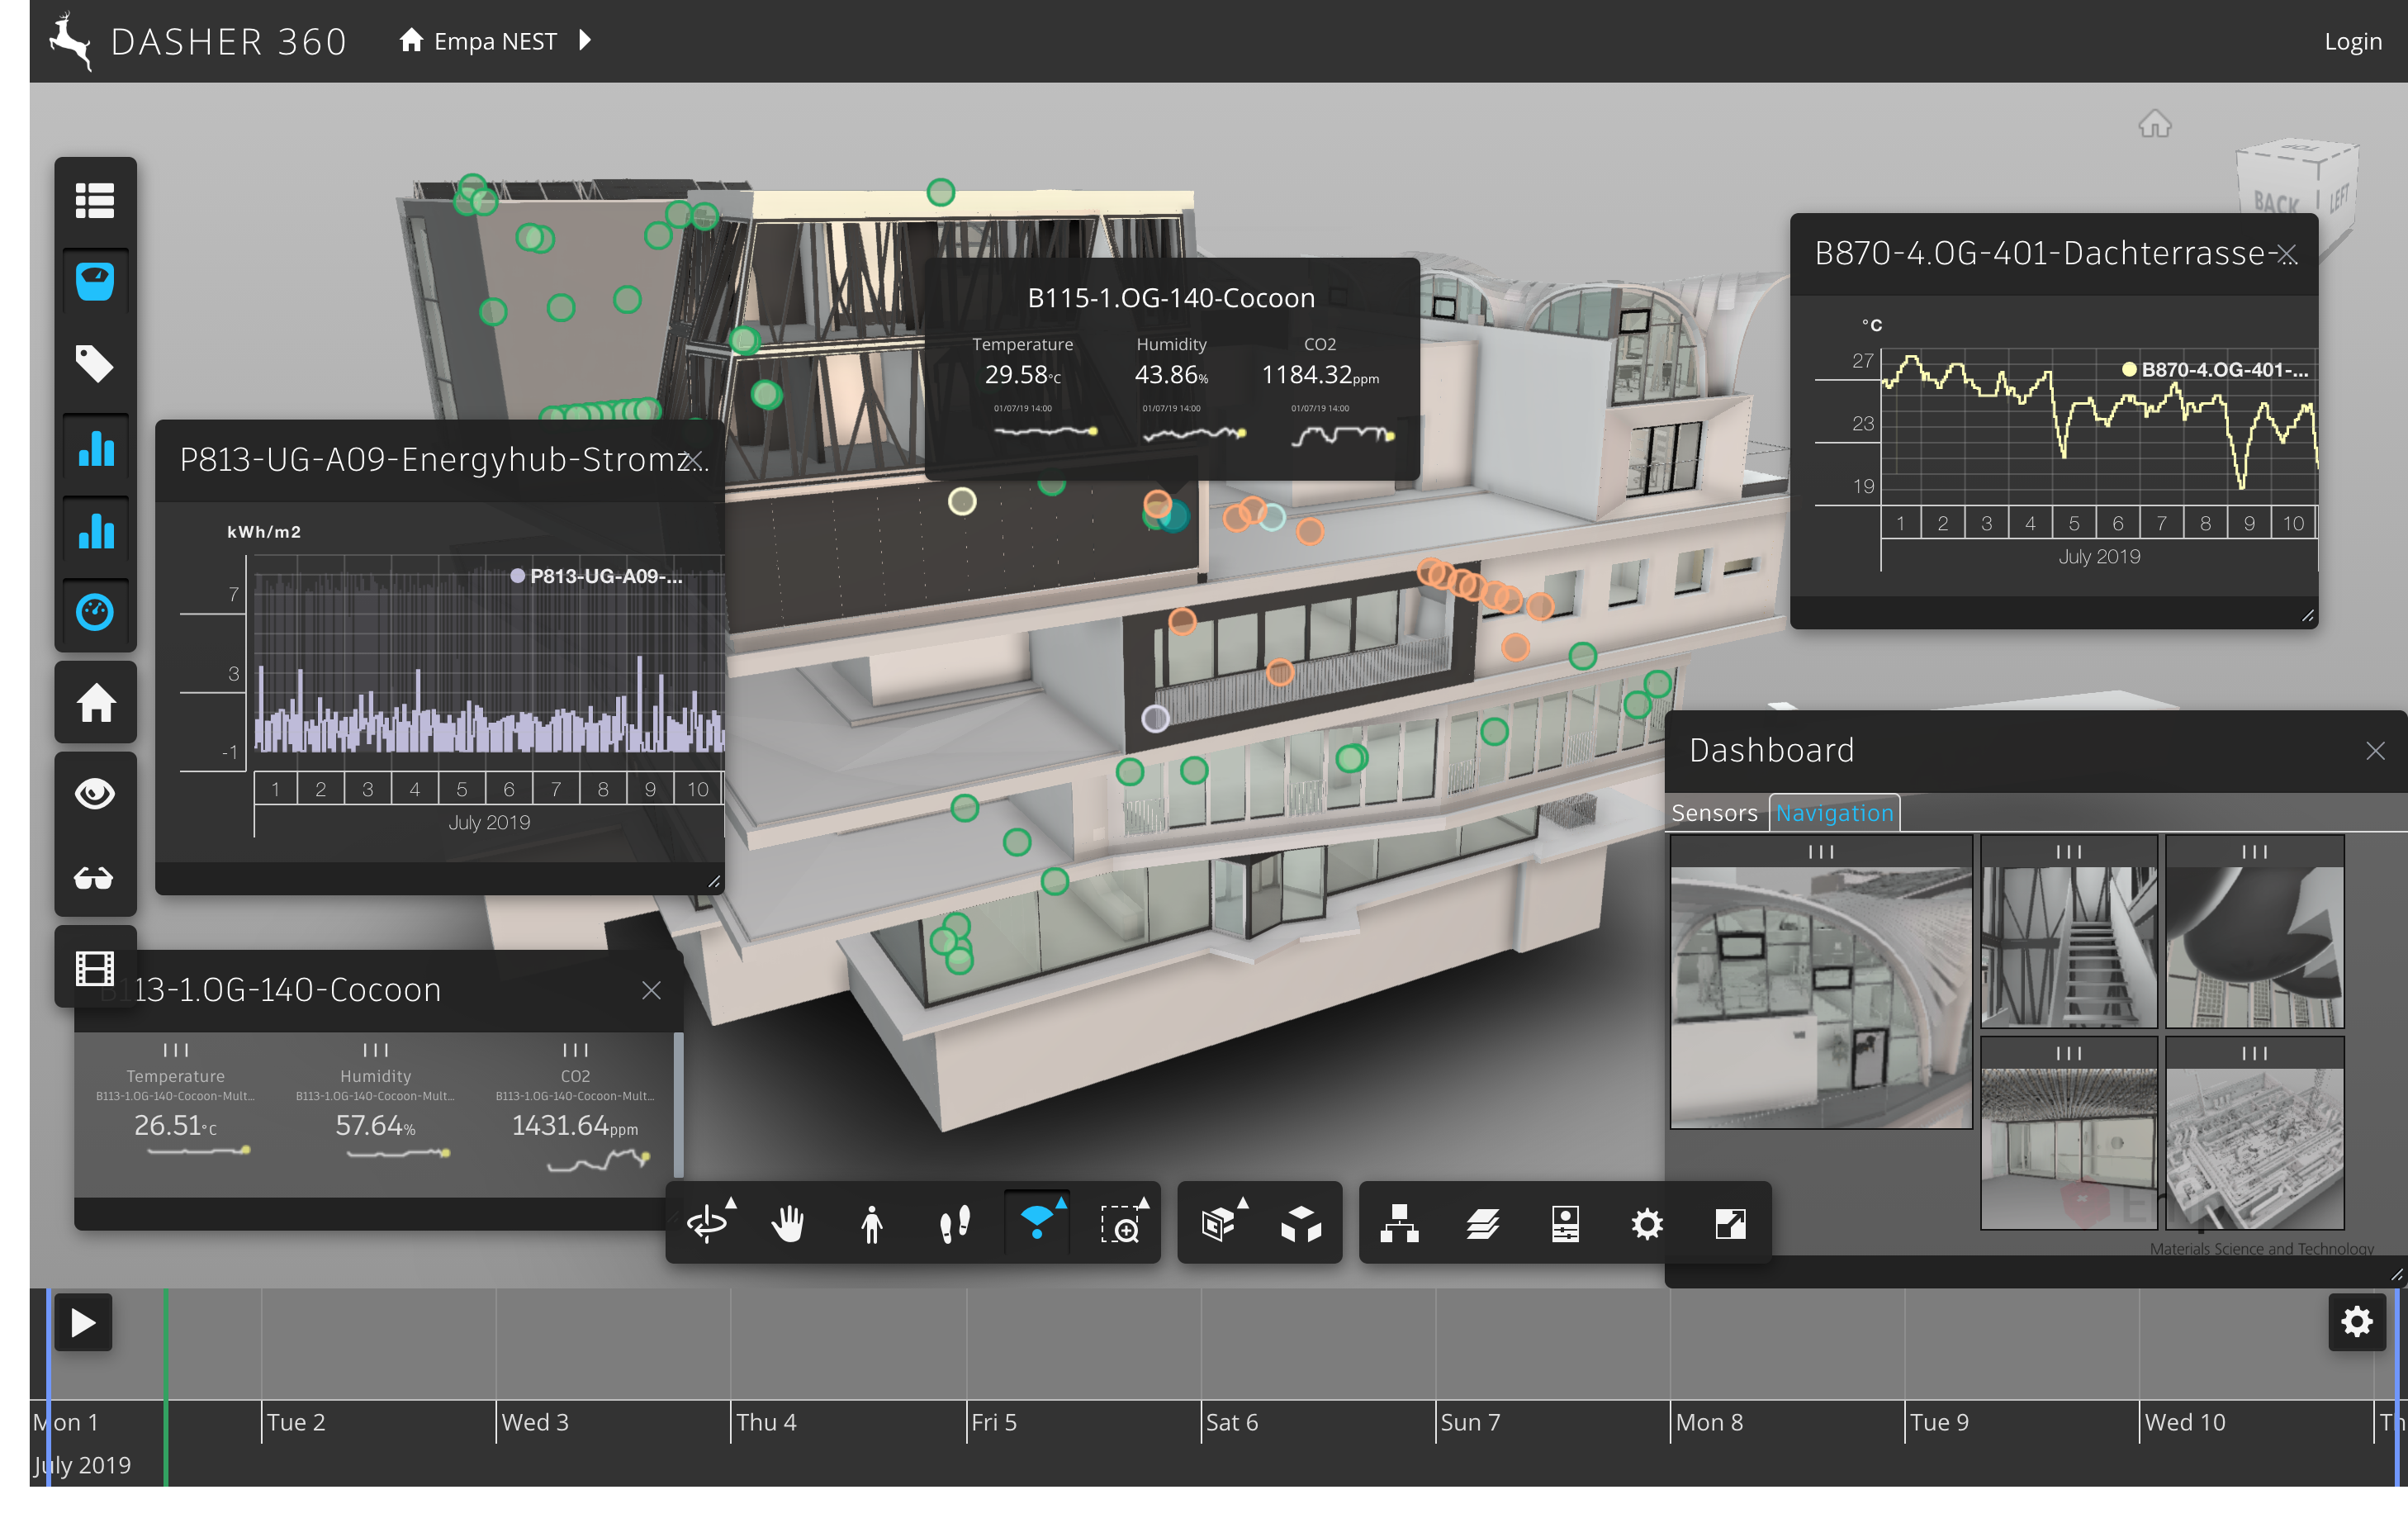 DASHER 360
Empa NEST
Login
TOP
BACK
LEFT
B115-1.OG-140-Cocoon
Temperature Humidity CO2
29.58°C 43.86% 1184.32ppm
01/07/19 14:00 01/07/19 14:00 01/07/19 14:00
B870-4.OG-401-Dachterrasse-...
°C
B870-4.OG-401-...
27
23
19
1 2 3 4 5 6 7 8 9 10
July 2019
P813-UG-A09-Energyhub-Stromz...
kWh/m2
P813-UG-A09-...
7
3
-1
1 2 3 4 5 6 7 8 9 10
July 2019
Dashboard
Sensors Navigation
Materials Science and Technology
B113-1.OG-140-Cocoon
Temperature Humidity CO2
B113-1.OG-140-Cocoon-Mult... B113-1.OG-140-Cocoon-Mult... B113-1.OG-140-Cocoon-Mult...
26.51°C 57.64% 1431.64ppm
Mon 1 Tue 2 Wed 3 Thu 4 Fri 5 Sat 6 Sun 7 Mon 8 Tue 9 Wed 10
July 2019